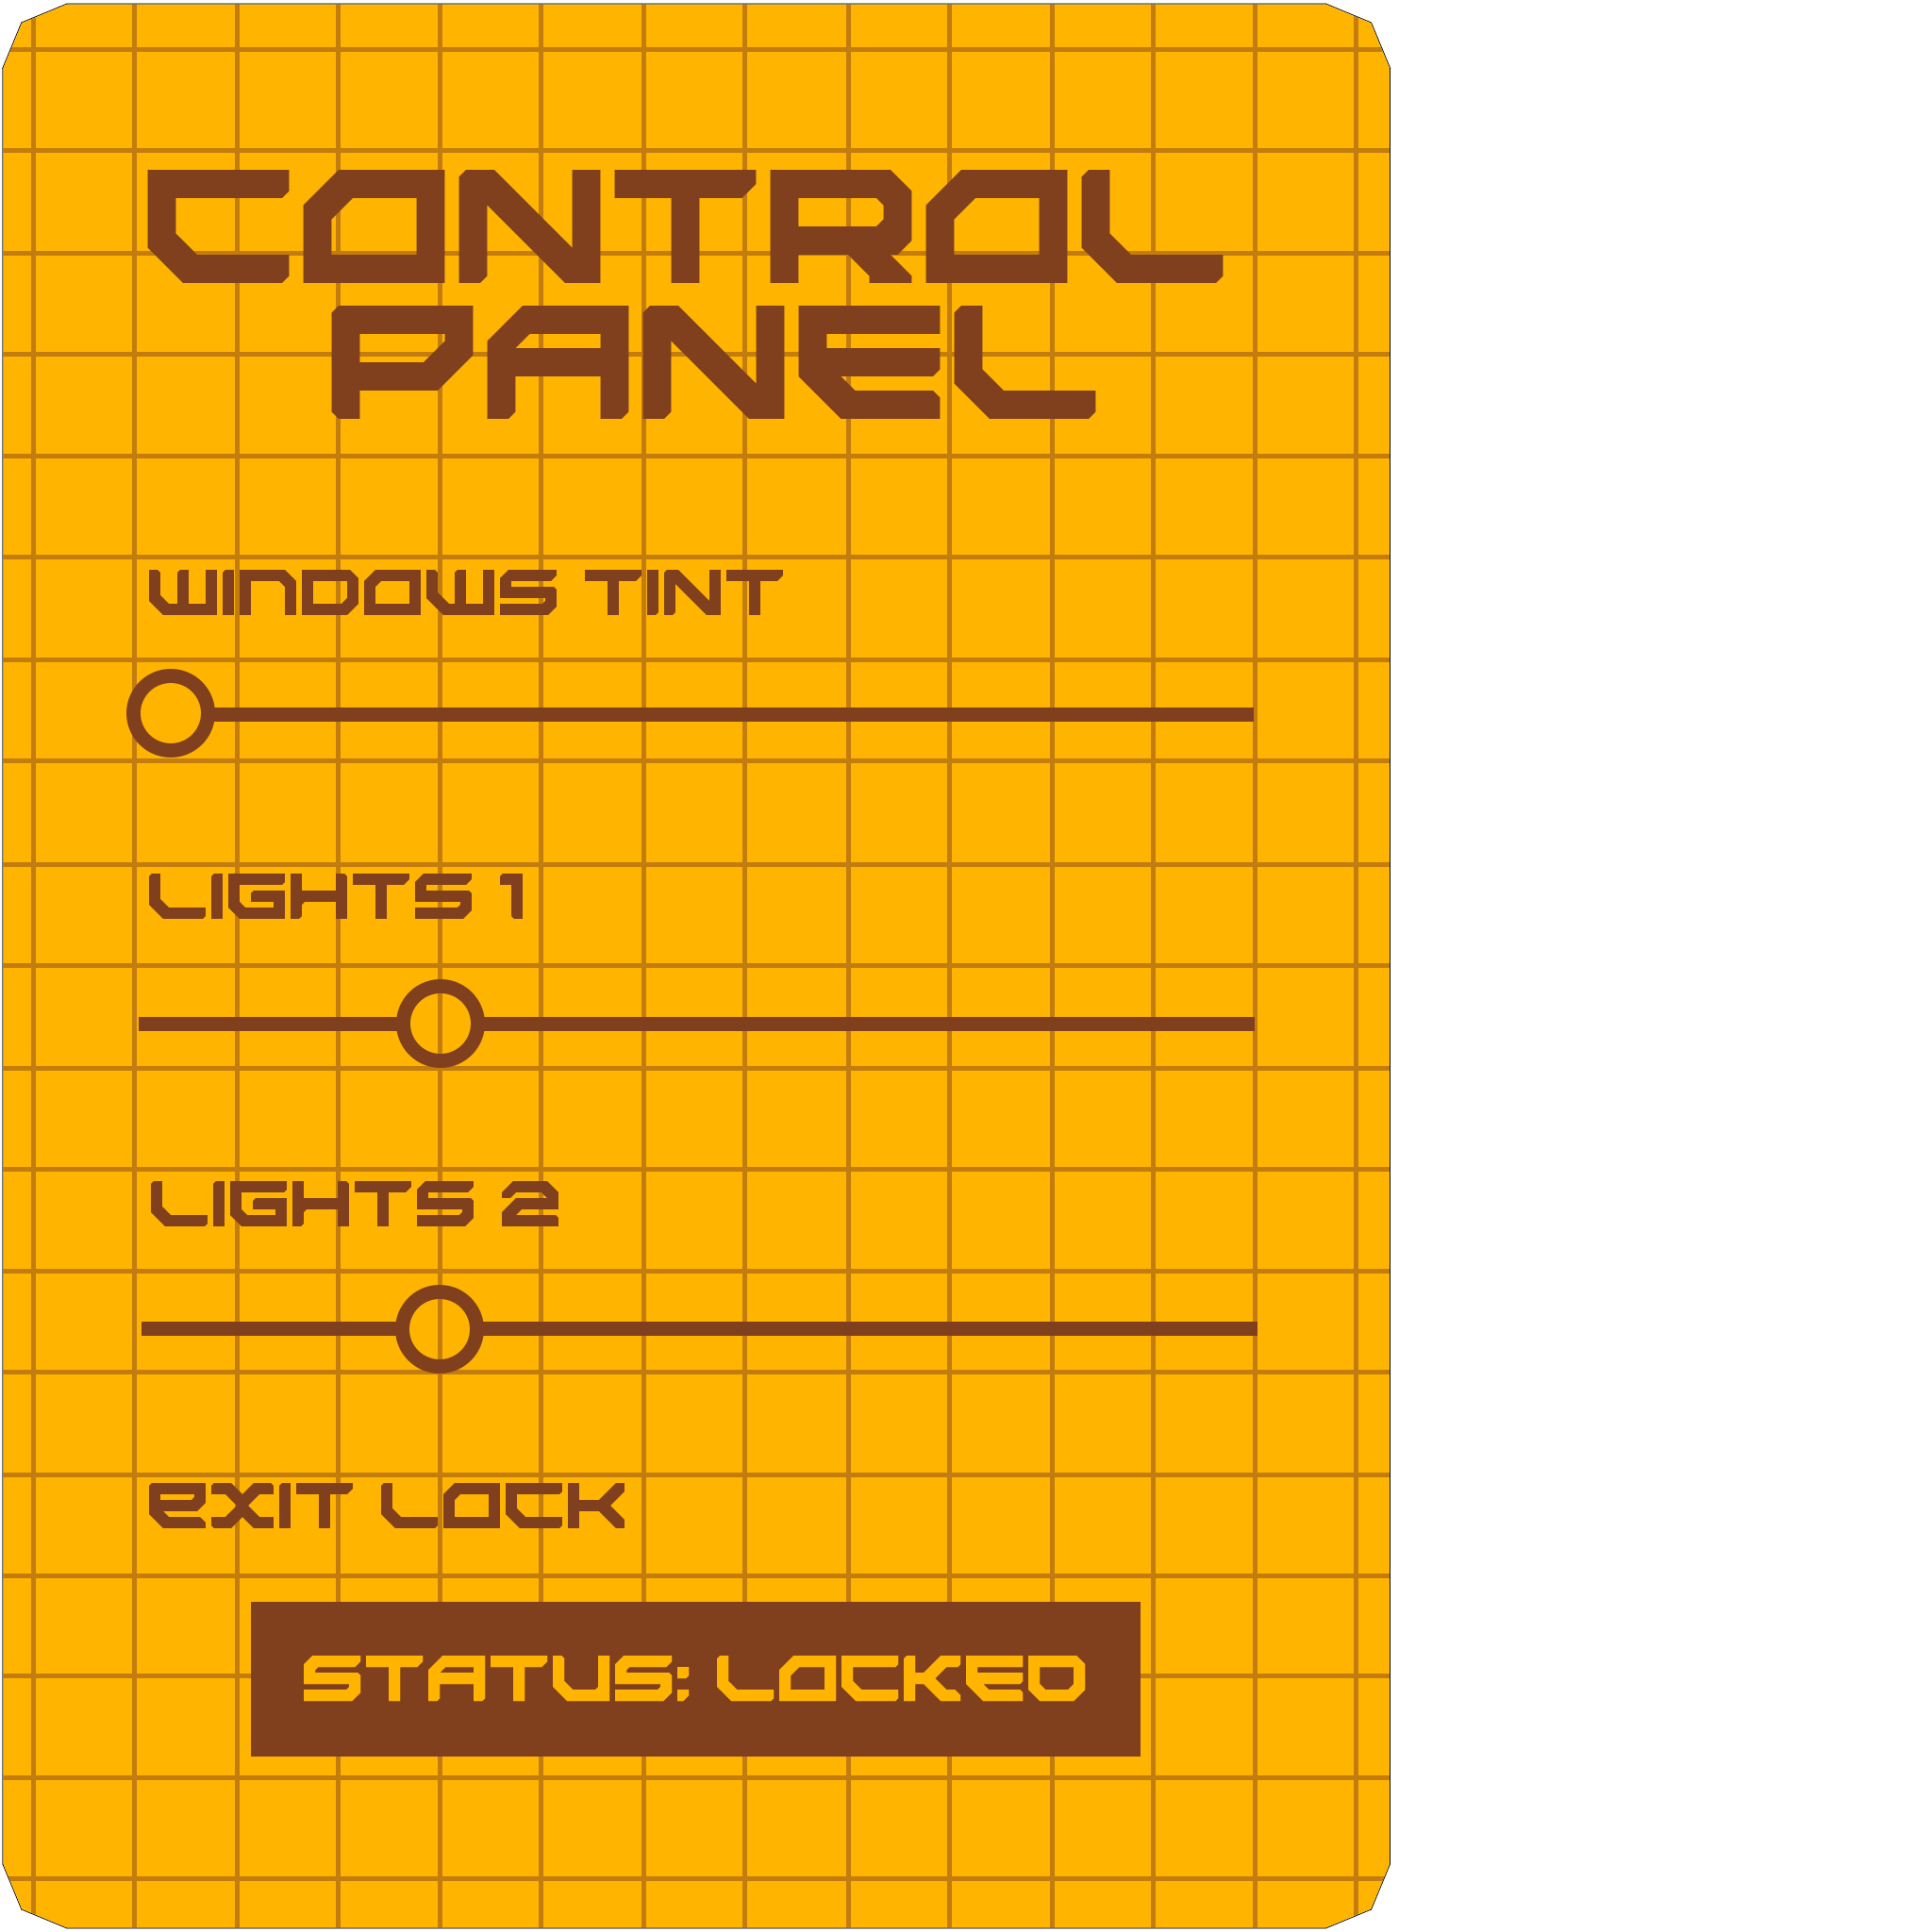 CONTROL
PANEL
WINDOWS TINT
LIGHTS 1
LIGHTS 2
EXIT LOCK
STATUS: LOCKED